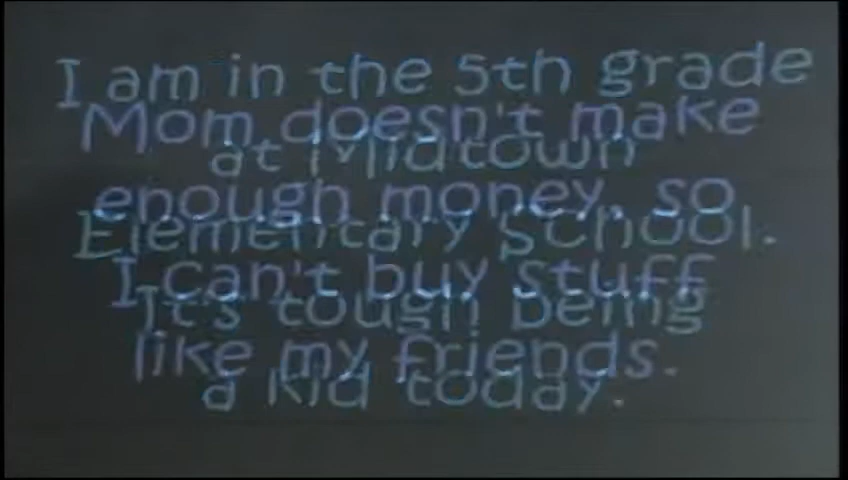 I am in the 5th grade
Mom doesn't make
at Midtown
enough money, so
Elementary School.
I can't buy stuff
It's tough being
like my friends.
a kid today.